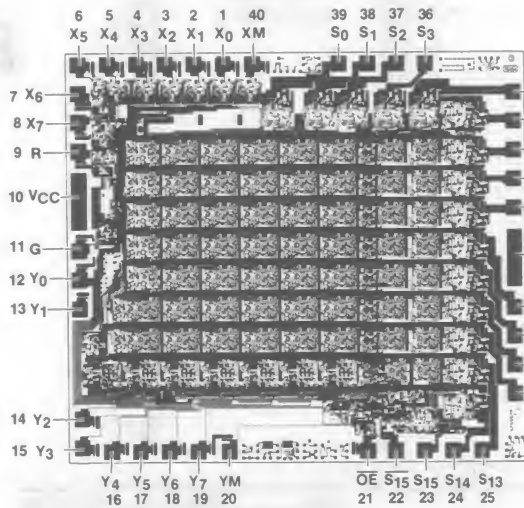 6 5 4 3 2 1 40 39 38 37 36
X5 X4 X3 X2 X1 X0 XM S0 S1 S2 S3
7 X6
8 X7
9 R
10 VCC
11 G
12 Y0
13 Y1
14 Y2
15 Y3
Y4 Y5 Y6 Y7 YM OE S15 S15 S14 S13
16 17 18 19 20 21 22 23 24 25